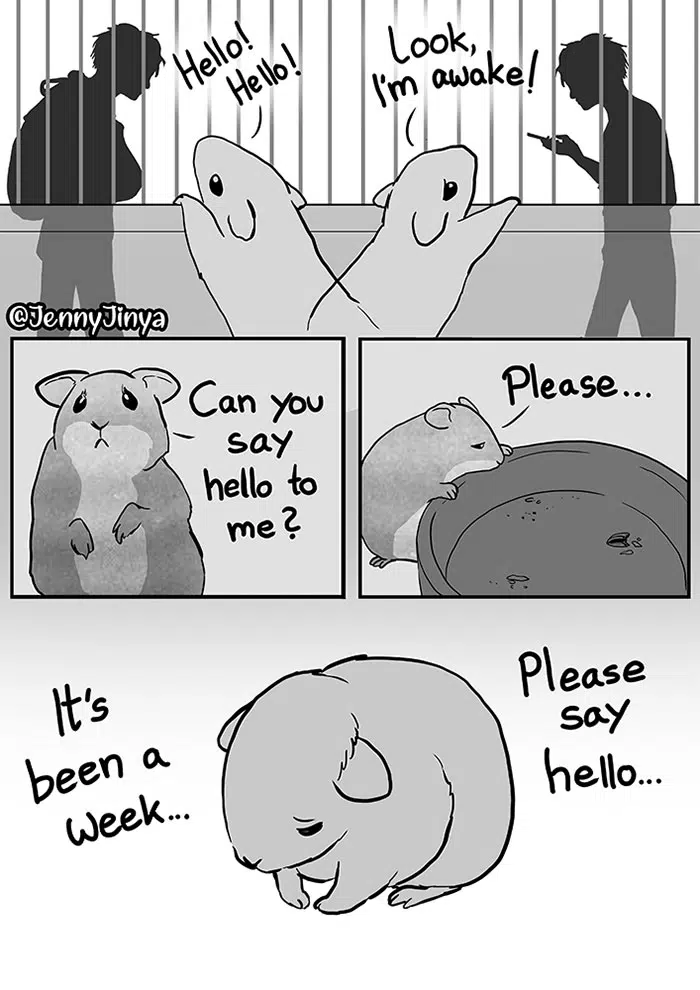 Hello!
Hello!
Look,
I'm awake!
@JennyJinya
Can you
say
hello to
me?
Please...
It's
been a
week...
Please
say
hello...